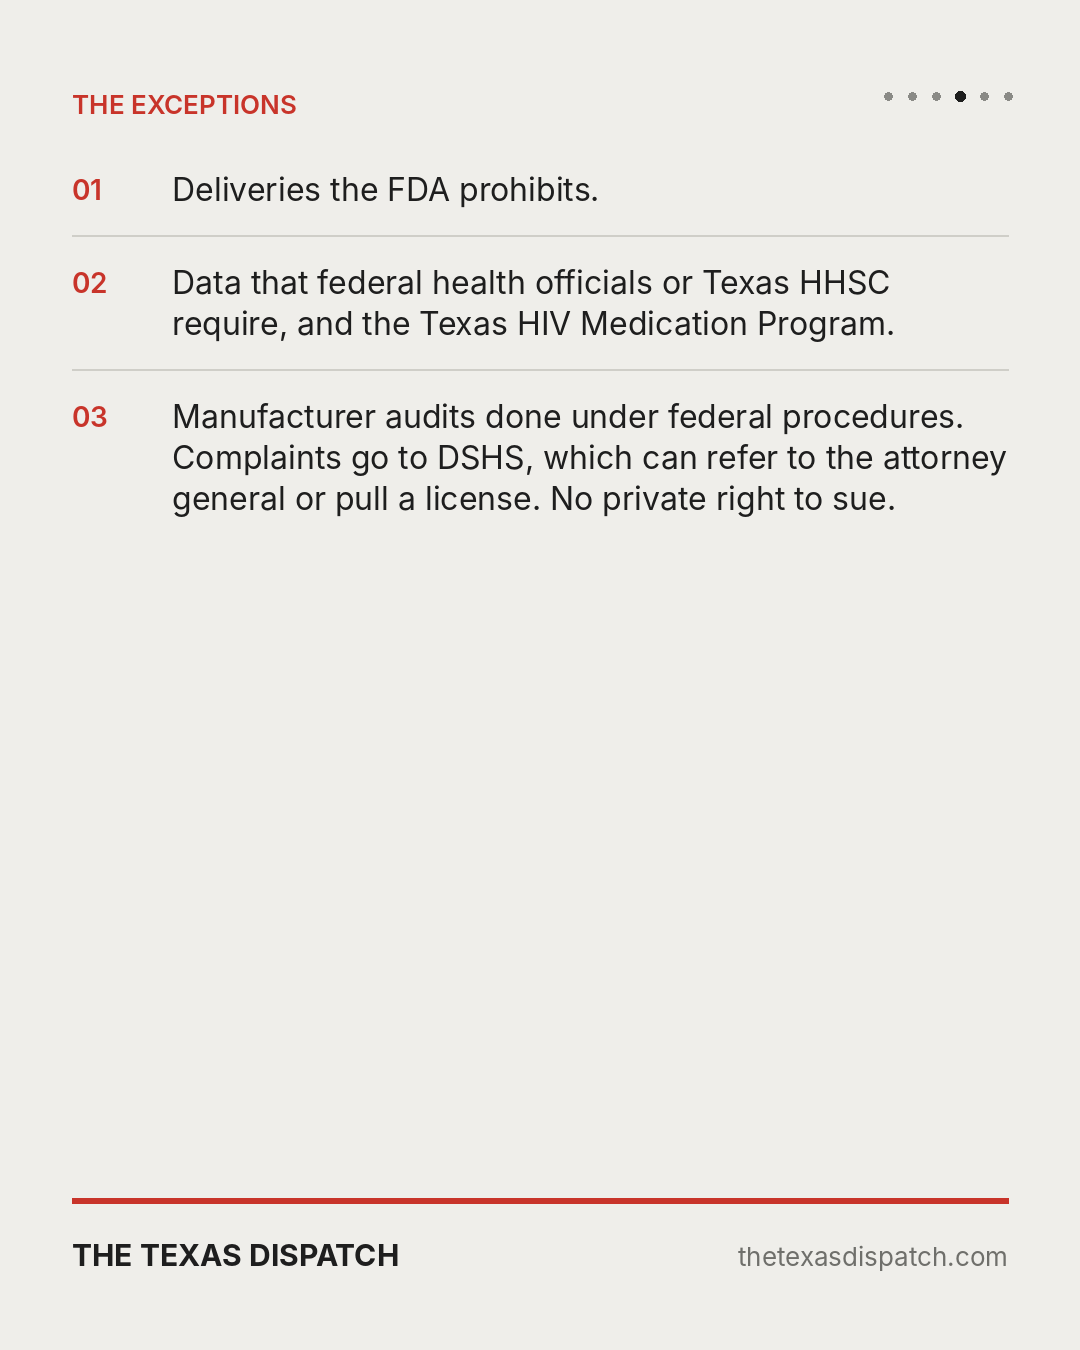 THE EXCEPTIONS
01 Deliveries the FDA prohibits.
02 Data that federal health officials or Texas HHSC
require, and the Texas HIV Medication Program.
03 Manufacturer audits done under federal procedures.
Complaints go to DSHS, which can refer to the attorney
general or pull a license. No private right to sue.
THE TEXAS DISPATCH
thetexasdispatch.com